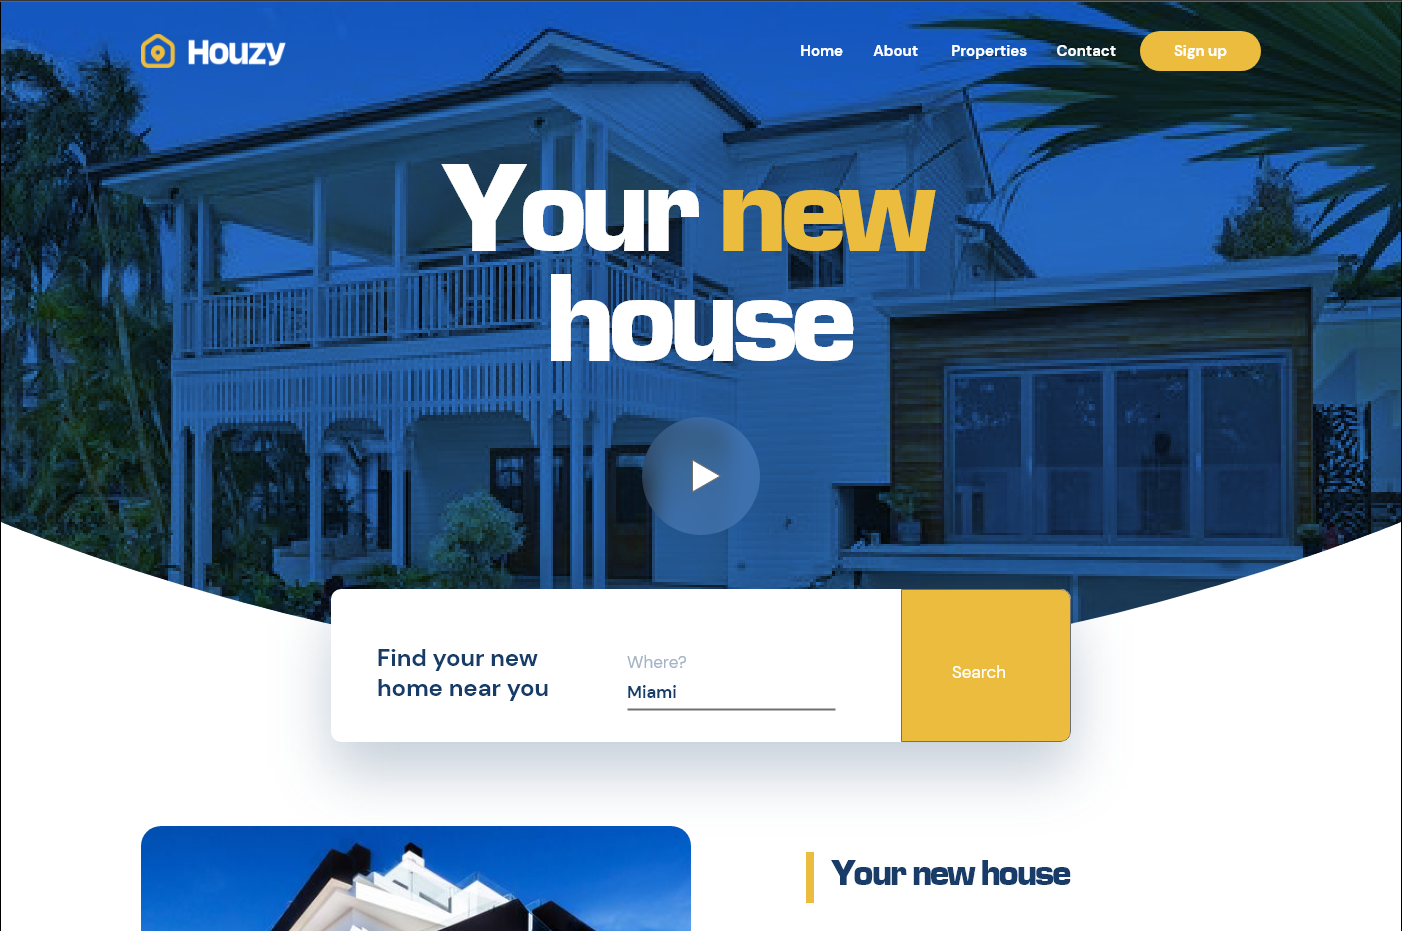 Houzy
Home About Properties Contact Sign up
Your new
house
Find your new
home near you
Where?
Miami
Search
Your new house